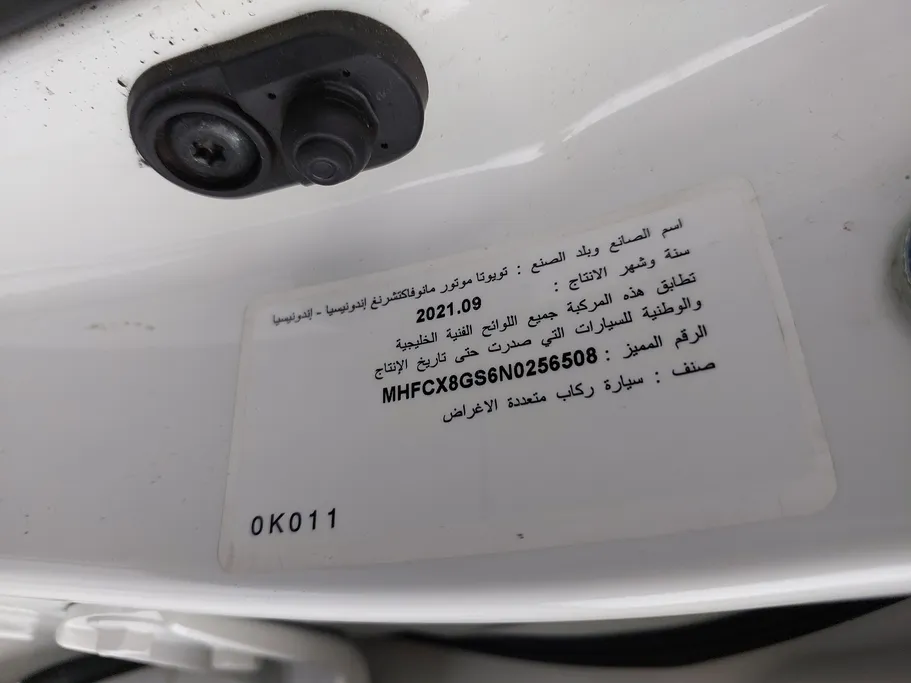 اسم الصانع وبلد الصنع : تويوتا موتور مانوفاكتشرنغ إندونيسيا - إندونيسيا
سنة وشهر الانتاج : 2021.09
تطابق هذه المركبة جميع اللوائح الفنية الخليجية
والوطنية للسيارات التي صدرت حتى تاريخ الإنتاج
الرقم المميز : MHFCX8GS6N0256508
صنف : سيارة ركاب متعددة الاغراض
0K011